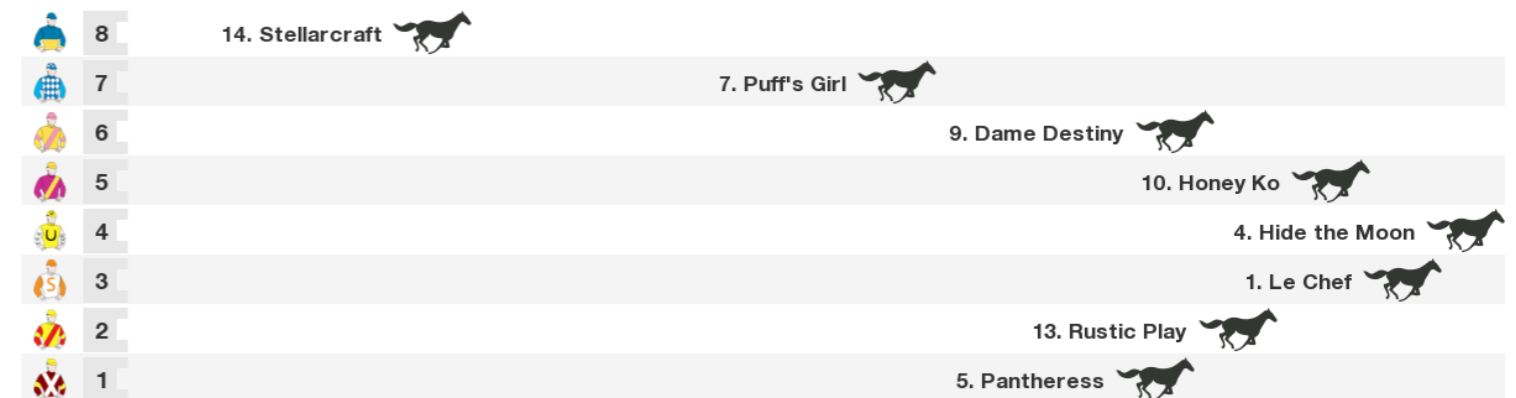 8 14. Stellarcraft
7 7. Puff's Girl
6 9. Dame Destiny
5 10. Honey Ko
U 4 4. Hide the Moon
S 3 1. Le Chef
2 13. Rustic Play
X 1 5. Pantheress